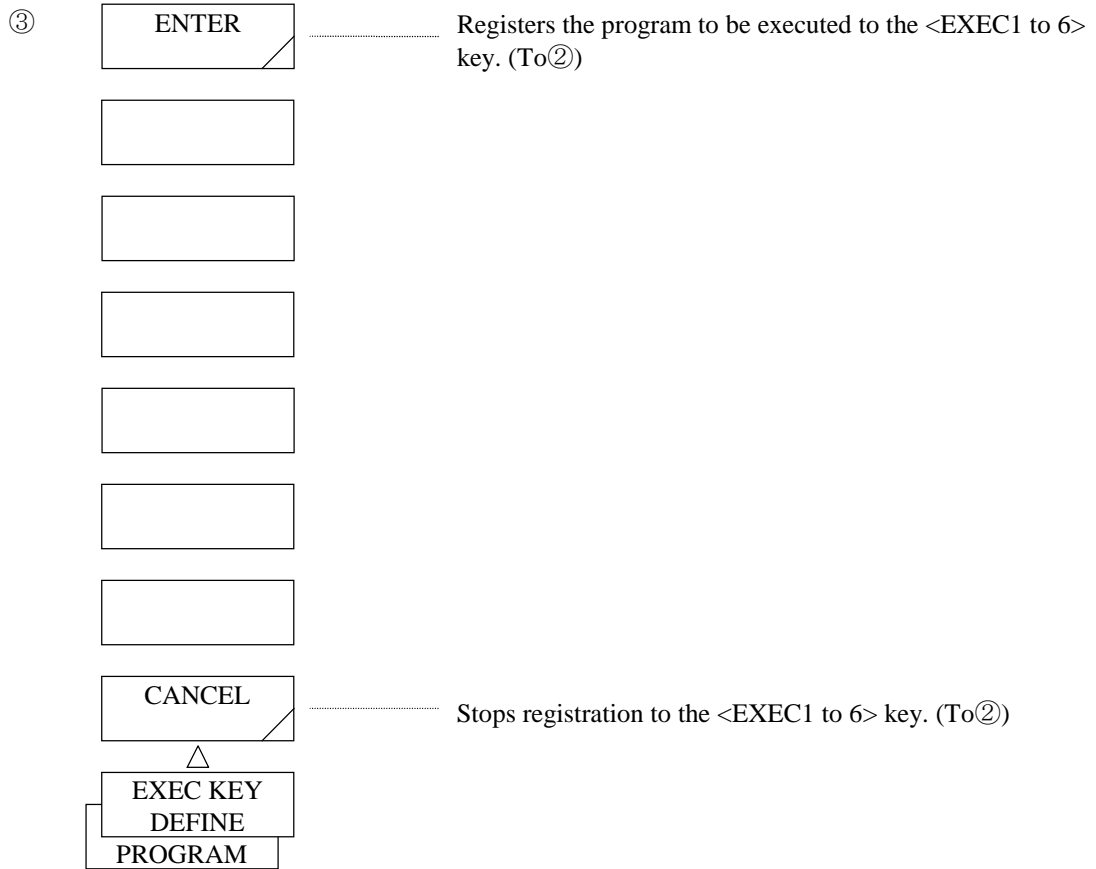 ③
ENTER
Registers the program to be executed to the <EXEC1 to 6>
key. (To②)
CANCEL
Stops registration to the <EXEC1 to 6> key. (To②)
EXEC KEY
DEFINE
PROGRAM